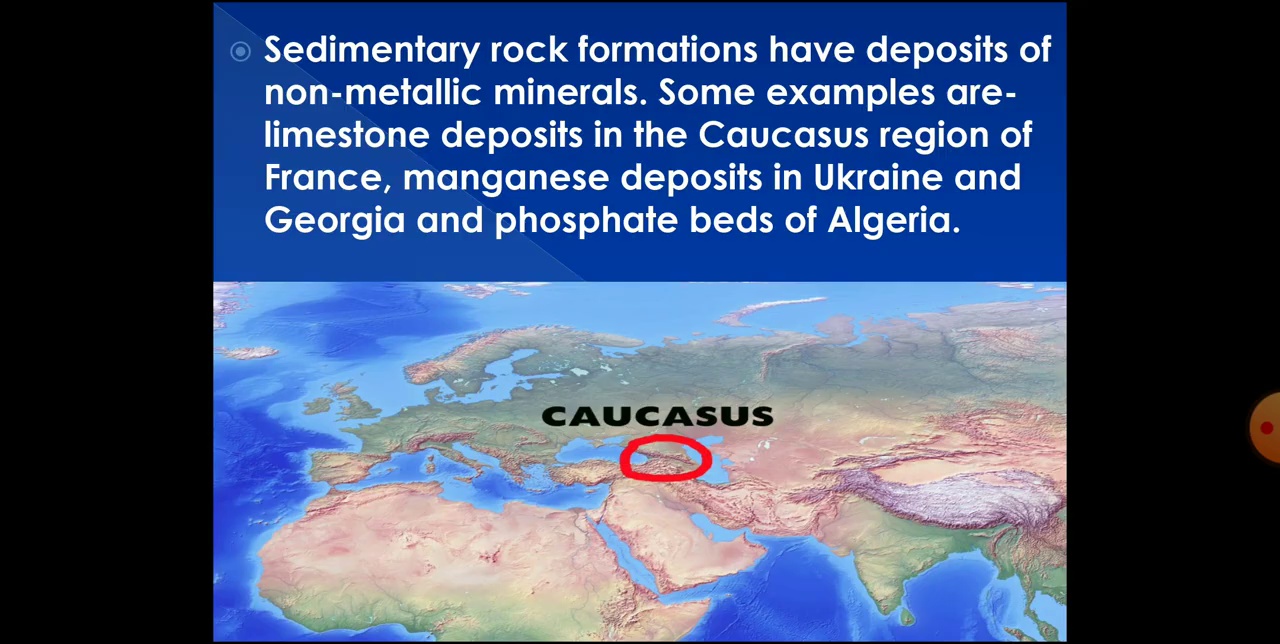 Sedimentary rock formations have deposits of
non-metallic minerals. Some examples are-
limestone deposits in the Caucasus region of
France, manganese deposits in Ukraine and
Georgia and phosphate beds of Algeria.
CAUCASUS